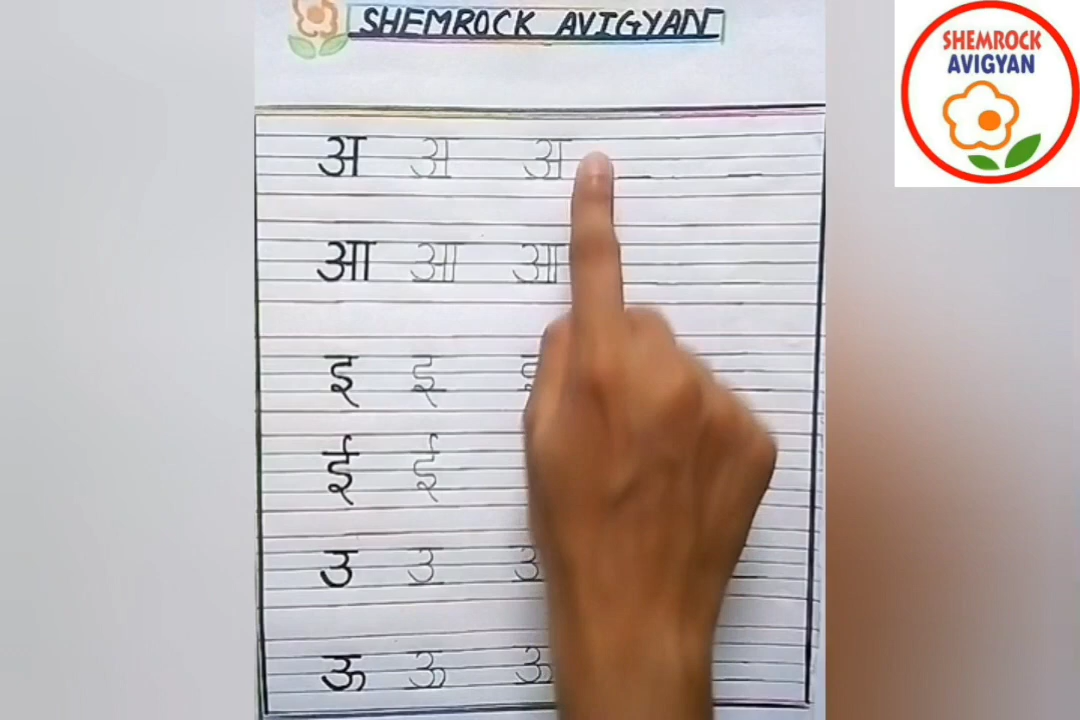 SHEMROCK AVIGYAN
SHEMROCK
AVIGYAN
अ अ अ
आ आ आ
इ इ इ
ई ई
उ उ उ
ऊ ऊ ऊ